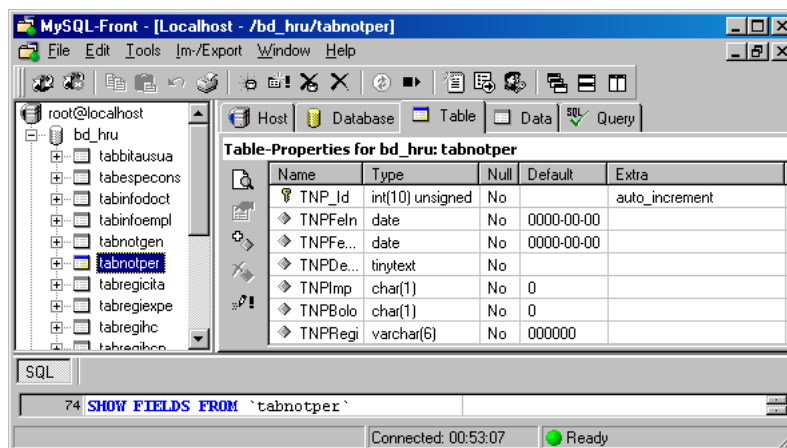 MySQL-Front - [Localhost - /bd_hru/tabnotper]
File Edit Tools Im-/Export Window Help
root@localhost
bd_hru
tabbitausua
tabespecons
tabinfodoct
tabinfoempl
tabnotgen
tabnotper
tabregicita
tabregiexpe
tabregihc
tabregihcp
Host Database Table Data SQL Query
Table-Properties for bd_hru: tabnotper
Name Type Null Default Extra
TNP_Id int(10) unsigned No auto_increment
TNPFeIn date No 0000-00-00
TNPFe... date No 0000-00-00
TNPDe... tinytext No
TNPImp char(1) No 0
TNPBolo char(1) No 0
TNPRegi varchar(6) No 000000
SQL
74 SHOW FIELDS FROM `tabnotper`
Connected: 00:53:07 Ready